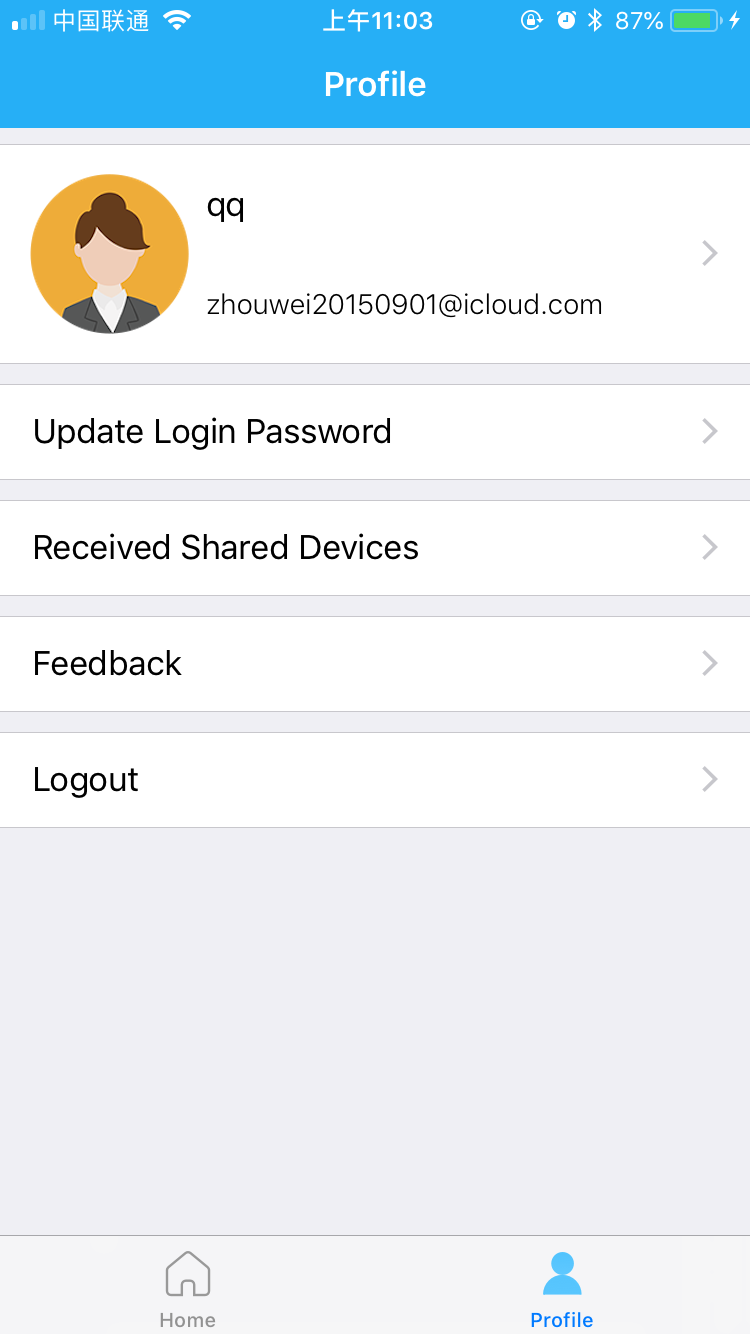 中国联通 上午11:03 87%
Profile
qq
zhouwei20150901@icloud.com
Update Login Password
Received Shared Devices
Feedback
Logout
Home Profile